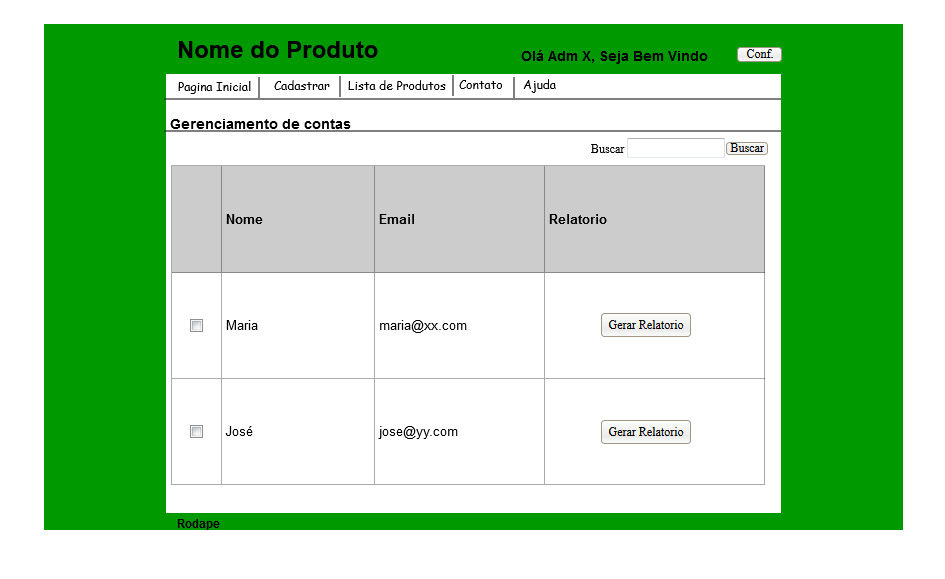 Nome do Produto
Olá Adm X, Seja Bem Vindo
Conf.
Pagina Inicial Cadastrar Lista de Produtos Contato Ajuda
Gerenciamento de contas
Buscar Buscar
Nome Email Relatorio
Maria maria@xx.com Gerar Relatorio
José jose@yy.com Gerar Relatorio
Rodape